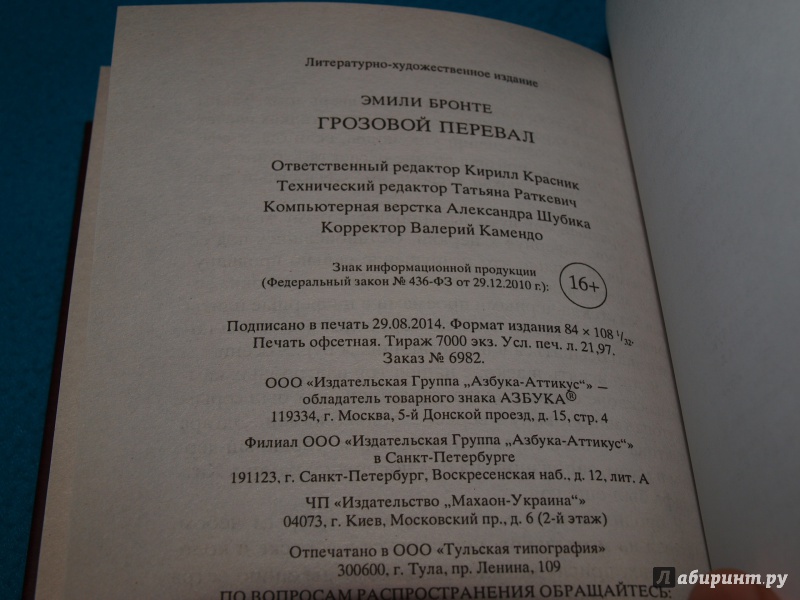 Литературно-художественное издание
ЭМИЛИ БРОНТЕ
ГРОЗОВОЙ ПЕРЕВАЛ
Ответственный редактор Кирилл Красник
Технический редактор Татьяна Раткевич
Компьютерная верстка Александра Шубика
Корректор Валерий Камендо
Знак информационной продукции
(Федеральный закон № 436-ФЗ от 29.12.2010 г.): 16+
Подписано в печать 29.08.2014. Формат издания 84 × 108 1/32.
Печать офсетная. Тираж 7000 экз. Усл. печ. л. 21,97.
Заказ № 6982.
ООО «Издательская Группа „Азбука-Аттикус“» —
обладатель товарного знака АЗБУКА®
119334, г. Москва, 5-й Донской проезд, д. 15, стр. 4
Филиал ООО «Издательская Группа „Азбука-Аттикус“»
в Санкт-Петербурге
191123, г. Санкт-Петербург, Воскресенская наб., д. 12, лит. А
ЧП «Издательство „Махаон-Украина“»
04073, г. Киев, Московский пр., д. 6 (2-й этаж)
Отпечатано в ООО «Тульская типография»
300600, г. Тула, пр. Ленина, 109
ПО ВОПРОСАМ РАСПРОСТРАНЕНИЯ ОБРАЩАЙТЕСЬ:
Лабиринт.ру